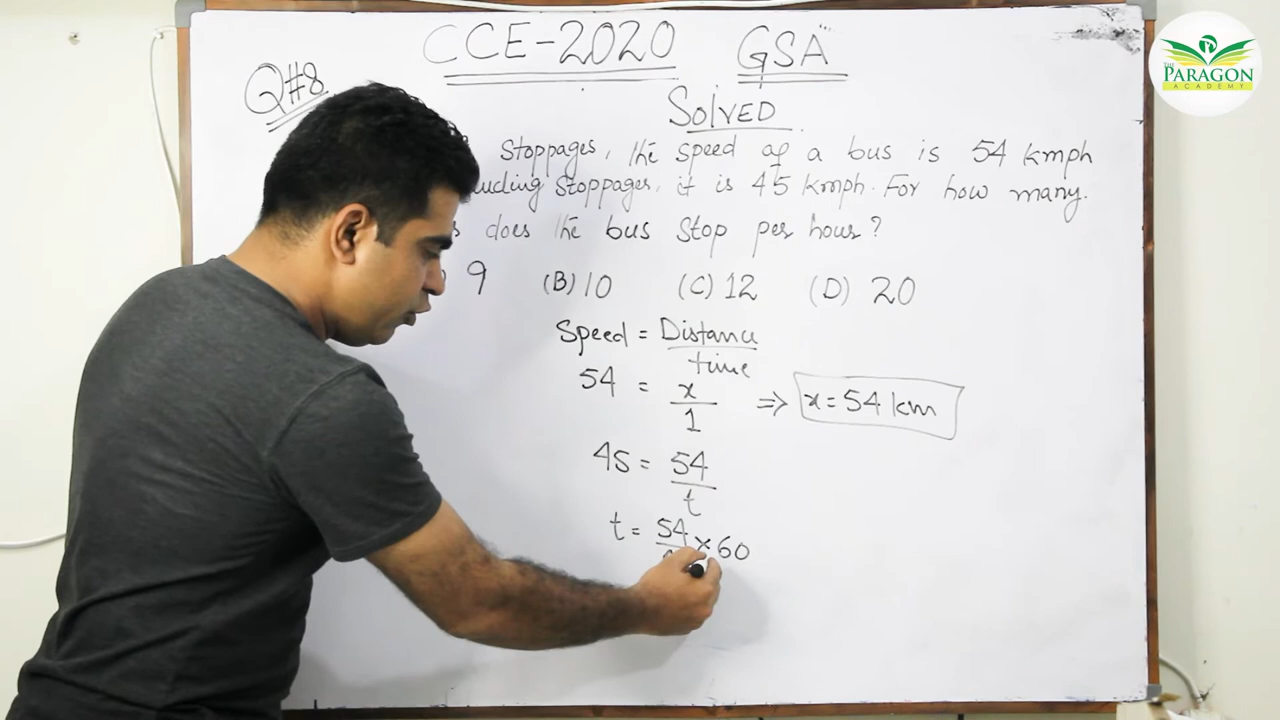 CCE-2020 GSA
Q#8
SOLVED
Stoppages, the speed of a bus is 54 kmph
Stoppages, it is 45 kmph. For how many
does the bus stop per hour?
9 (B) 10 (C) 12 (D) 20
Speed = Distance
time
54 = x
1
=> x = 54 km
45 = 54
t
t = 54 × 60
THE
PARAGON
ACADEMY